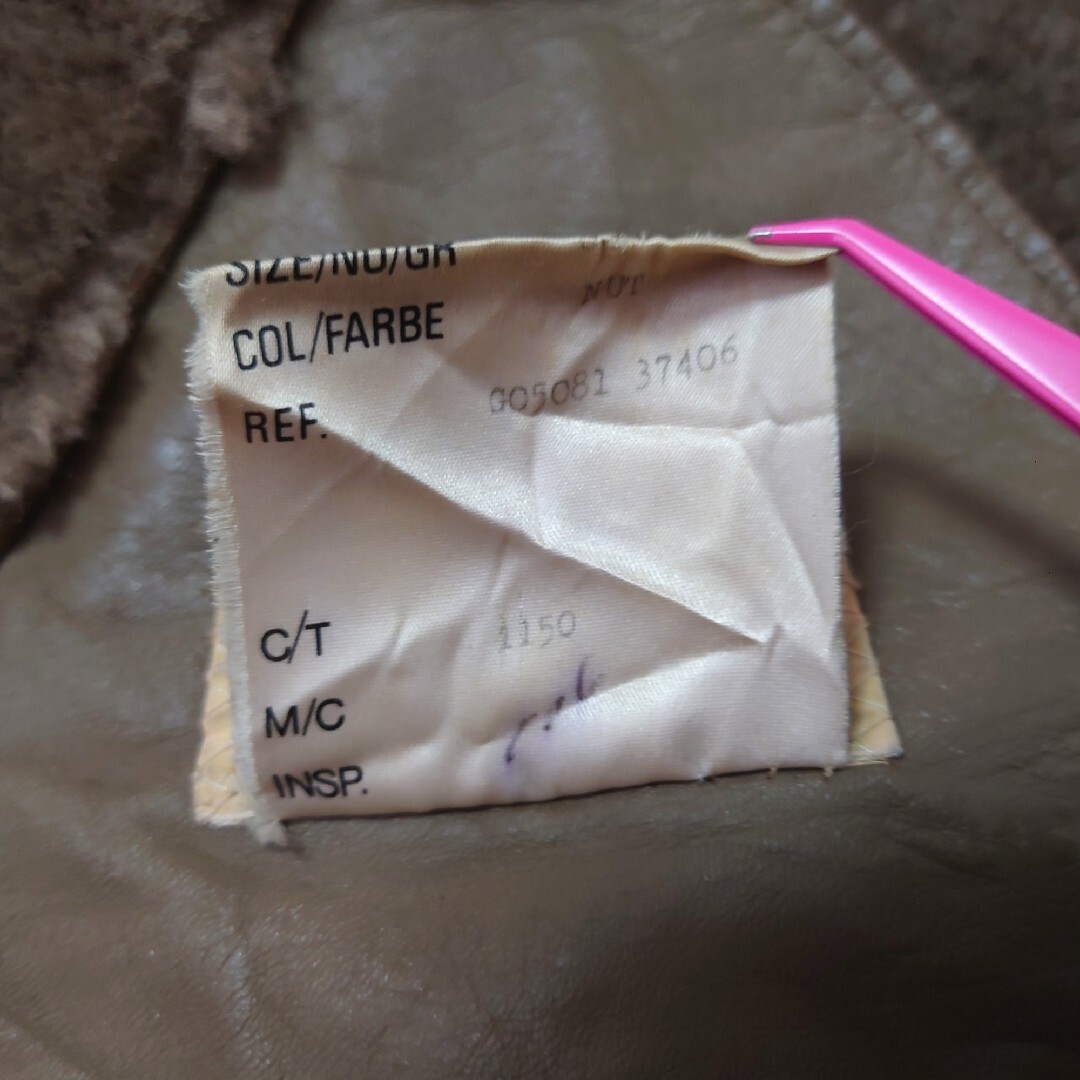 SIZE/NO/GR
COL/FARBE NUT
REF. G05081 37406
C/T 1150
M/C
INSP.